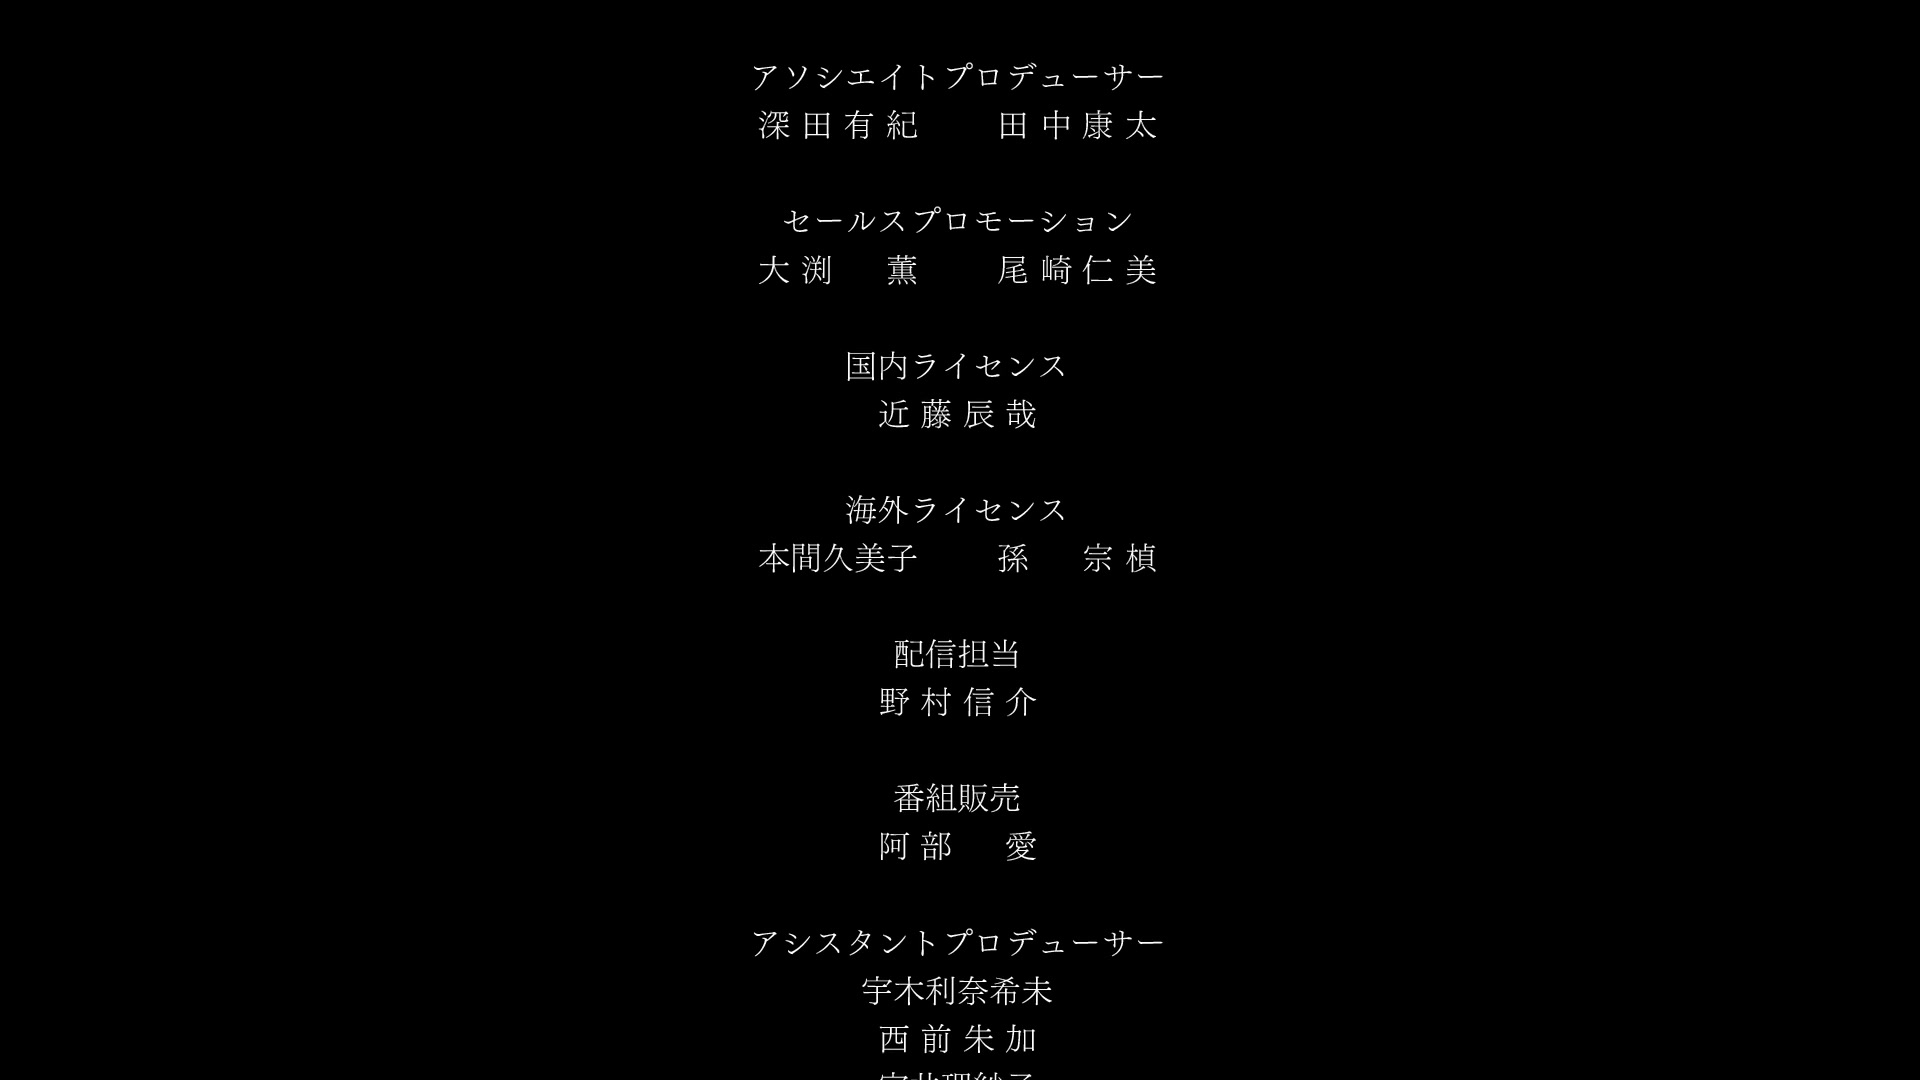 アソシエイトプロデューサー
深田有紀　田中康太
セールスプロモーション
大渕　薫　尾崎仁美
国内ライセンス
近藤辰哉
海外ライセンス
本間久美子　孫　宗楨
配信担当
野村信介
番組販売
阿部　愛
アシスタントプロデューサー
宇木利奈希未
西前朱加